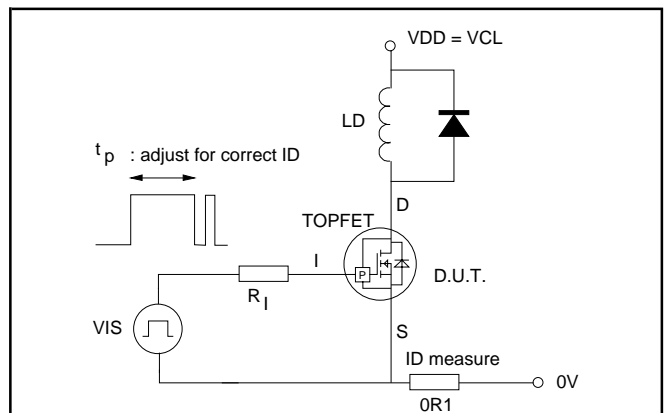 VDD = VCL
LD
t p : adjust for correct ID
TOPFET
D
I
P
D.U.T.
R I
VIS
S
ID measure
0V
0R1